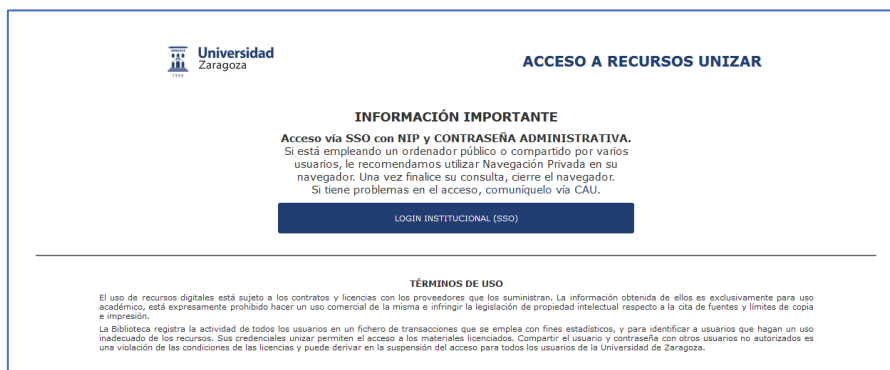 Universidad
Zaragoza
1542
ACCESO A RECURSOS UNIZAR
INFORMACIÓN IMPORTANTE
Acceso vía SSO con NIP y CONTRASEÑA ADMINISTRATIVA.
Si está empleando un ordenador público o compartido por varios
usuarios, le recomendamos utilizar Navegación Privada en su
navegador. Una vez finalice su consulta, cierre el navegador.
Si tiene problemas en el acceso, comuníquelo vía CAU.
LOGIN INSTITUCIONAL (SSO)
TÉRMINOS DE USO
El uso de recursos digitales está sujeto a los contratos y licencias con los proveedores que los suministran. La información obtenida de ellos es exclusivamente para uso
académico, está expresamente prohibido hacer un uso comercial de la misma e infringir la legislación de propiedad intelectual respecto a la cita de fuentes y límites de copia
e impresión.
La Biblioteca registra la actividad de todos los usuarios en un fichero de transacciones que se emplea con fines estadísticos, y para identificar a usuarios que hagan un uso
inadecuado de los recursos. Sus credenciales unizar permiten el acceso a los materiales licenciados. Compartir el usuario y contraseña con otros usuarios no autorizados es
una violación de las condiciones de las licencias y puede derivar en la suspensión del acceso para todos los usuarios de la Universidad de Zaragoza.